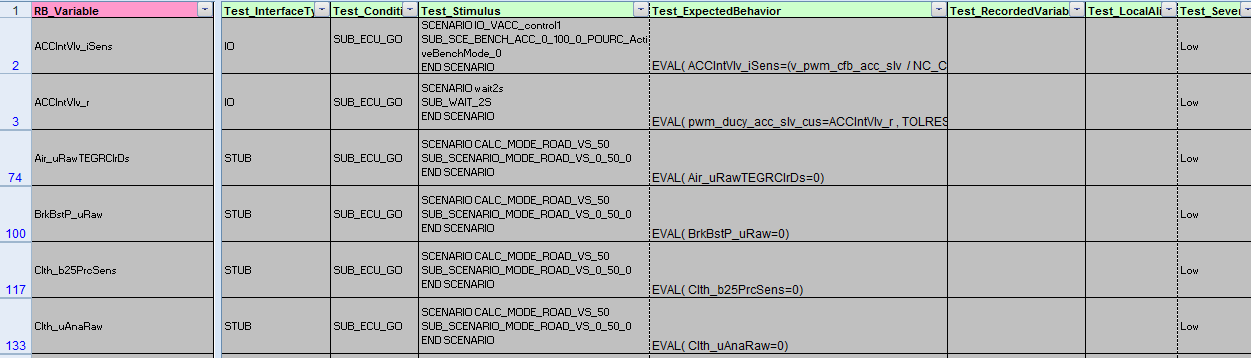 1 RB_Variable Test_InterfaceTy Test_Conditi Test_Stimulus Test_ExpectedBehavior Test_RecordedVariab Test_LocalAli Test_Sever
2 ACCIntVlv_iSens IO SUB_ECU_GO SCENARIO IO_VACC_control1
SUB_SCE_BENCH_ACC_0_100_0_POURC_Acti
veBenchMode_0
END SCENARIO
EVAL( ACCIntVlv_iSens=(v_pwm_cfb_acc_slv / NC_C Low
3 ACCIntVlv_r IO SUB_ECU_GO SCENARIO wait2s
SUB_WAIT_2S
END SCENARIO
EVAL( pwm_ducy_acc_slv_cus=ACCIntVlv_r , TOLRES Low
74 Air_uRawTEGRClrDs STUB SUB_ECU_GO SCENARIO CALC_MODE_ROAD_VS_50
SUB_SCENARIO_MODE_ROAD_VS_0_50_0
END SCENARIO
EVAL( Air_uRawTEGRClrDs=0) Low
100 BrkBstP_uRaw STUB SUB_ECU_GO SCENARIO CALC_MODE_ROAD_VS_50
SUB_SCENARIO_MODE_ROAD_VS_0_50_0
END SCENARIO
EVAL( BrkBstP_uRaw=0) Low
117 Clth_b25PrcSens STUB SUB_ECU_GO SCENARIO CALC_MODE_ROAD_VS_50
SUB_SCENARIO_MODE_ROAD_VS_0_50_0
END SCENARIO
EVAL( Clth_b25PrcSens=0) Low
133 Clth_uAnaRaw STUB SUB_ECU_GO SCENARIO CALC_MODE_ROAD_VS_50
SUB_SCENARIO_MODE_ROAD_VS_0_50_0
END SCENARIO
EVAL( Clth_uAnaRaw=0) Low